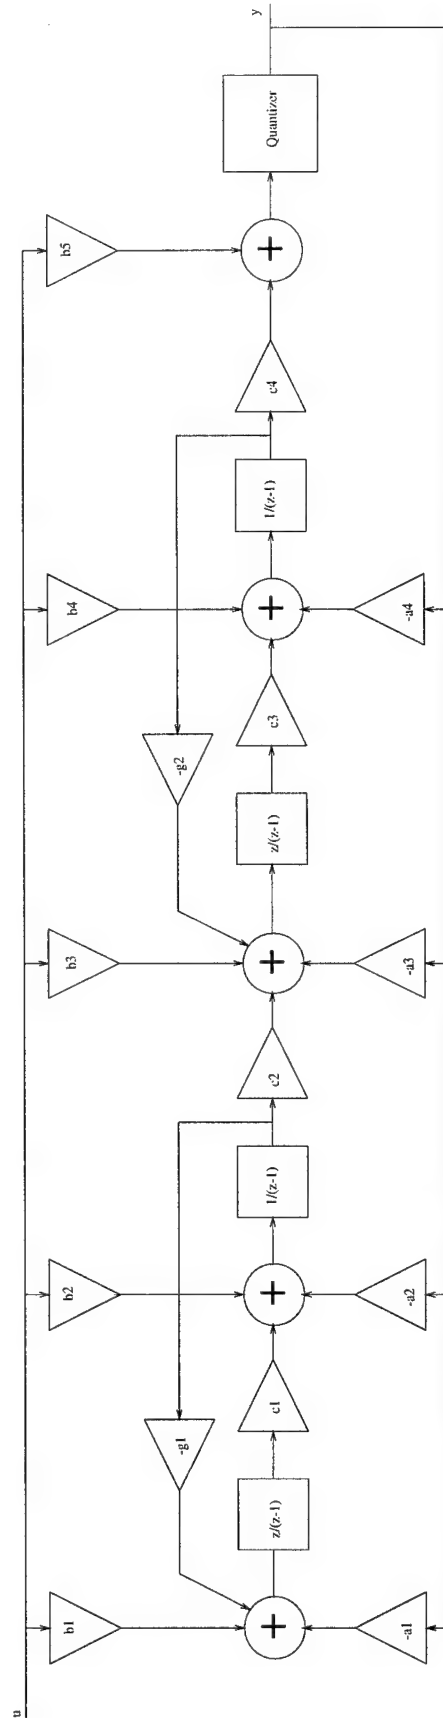 u
b1
b2
b3
b4
b5
-g1
-g2
+
z/(z-1)
c1
+
1/(z-1)
c2
+
z/(z-1)
c3
+
1/(z-1)
c4
+
Quantizer
y
-a1
-a2
-a3
-a4